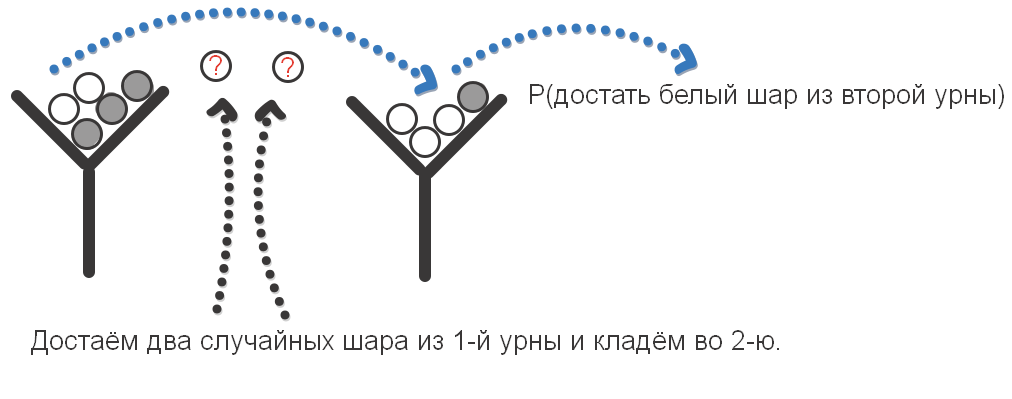 ?
?
P(достать белый шар из второй урны)
Достаём два случайных шара из 1-й урны и кладём во 2-ю.